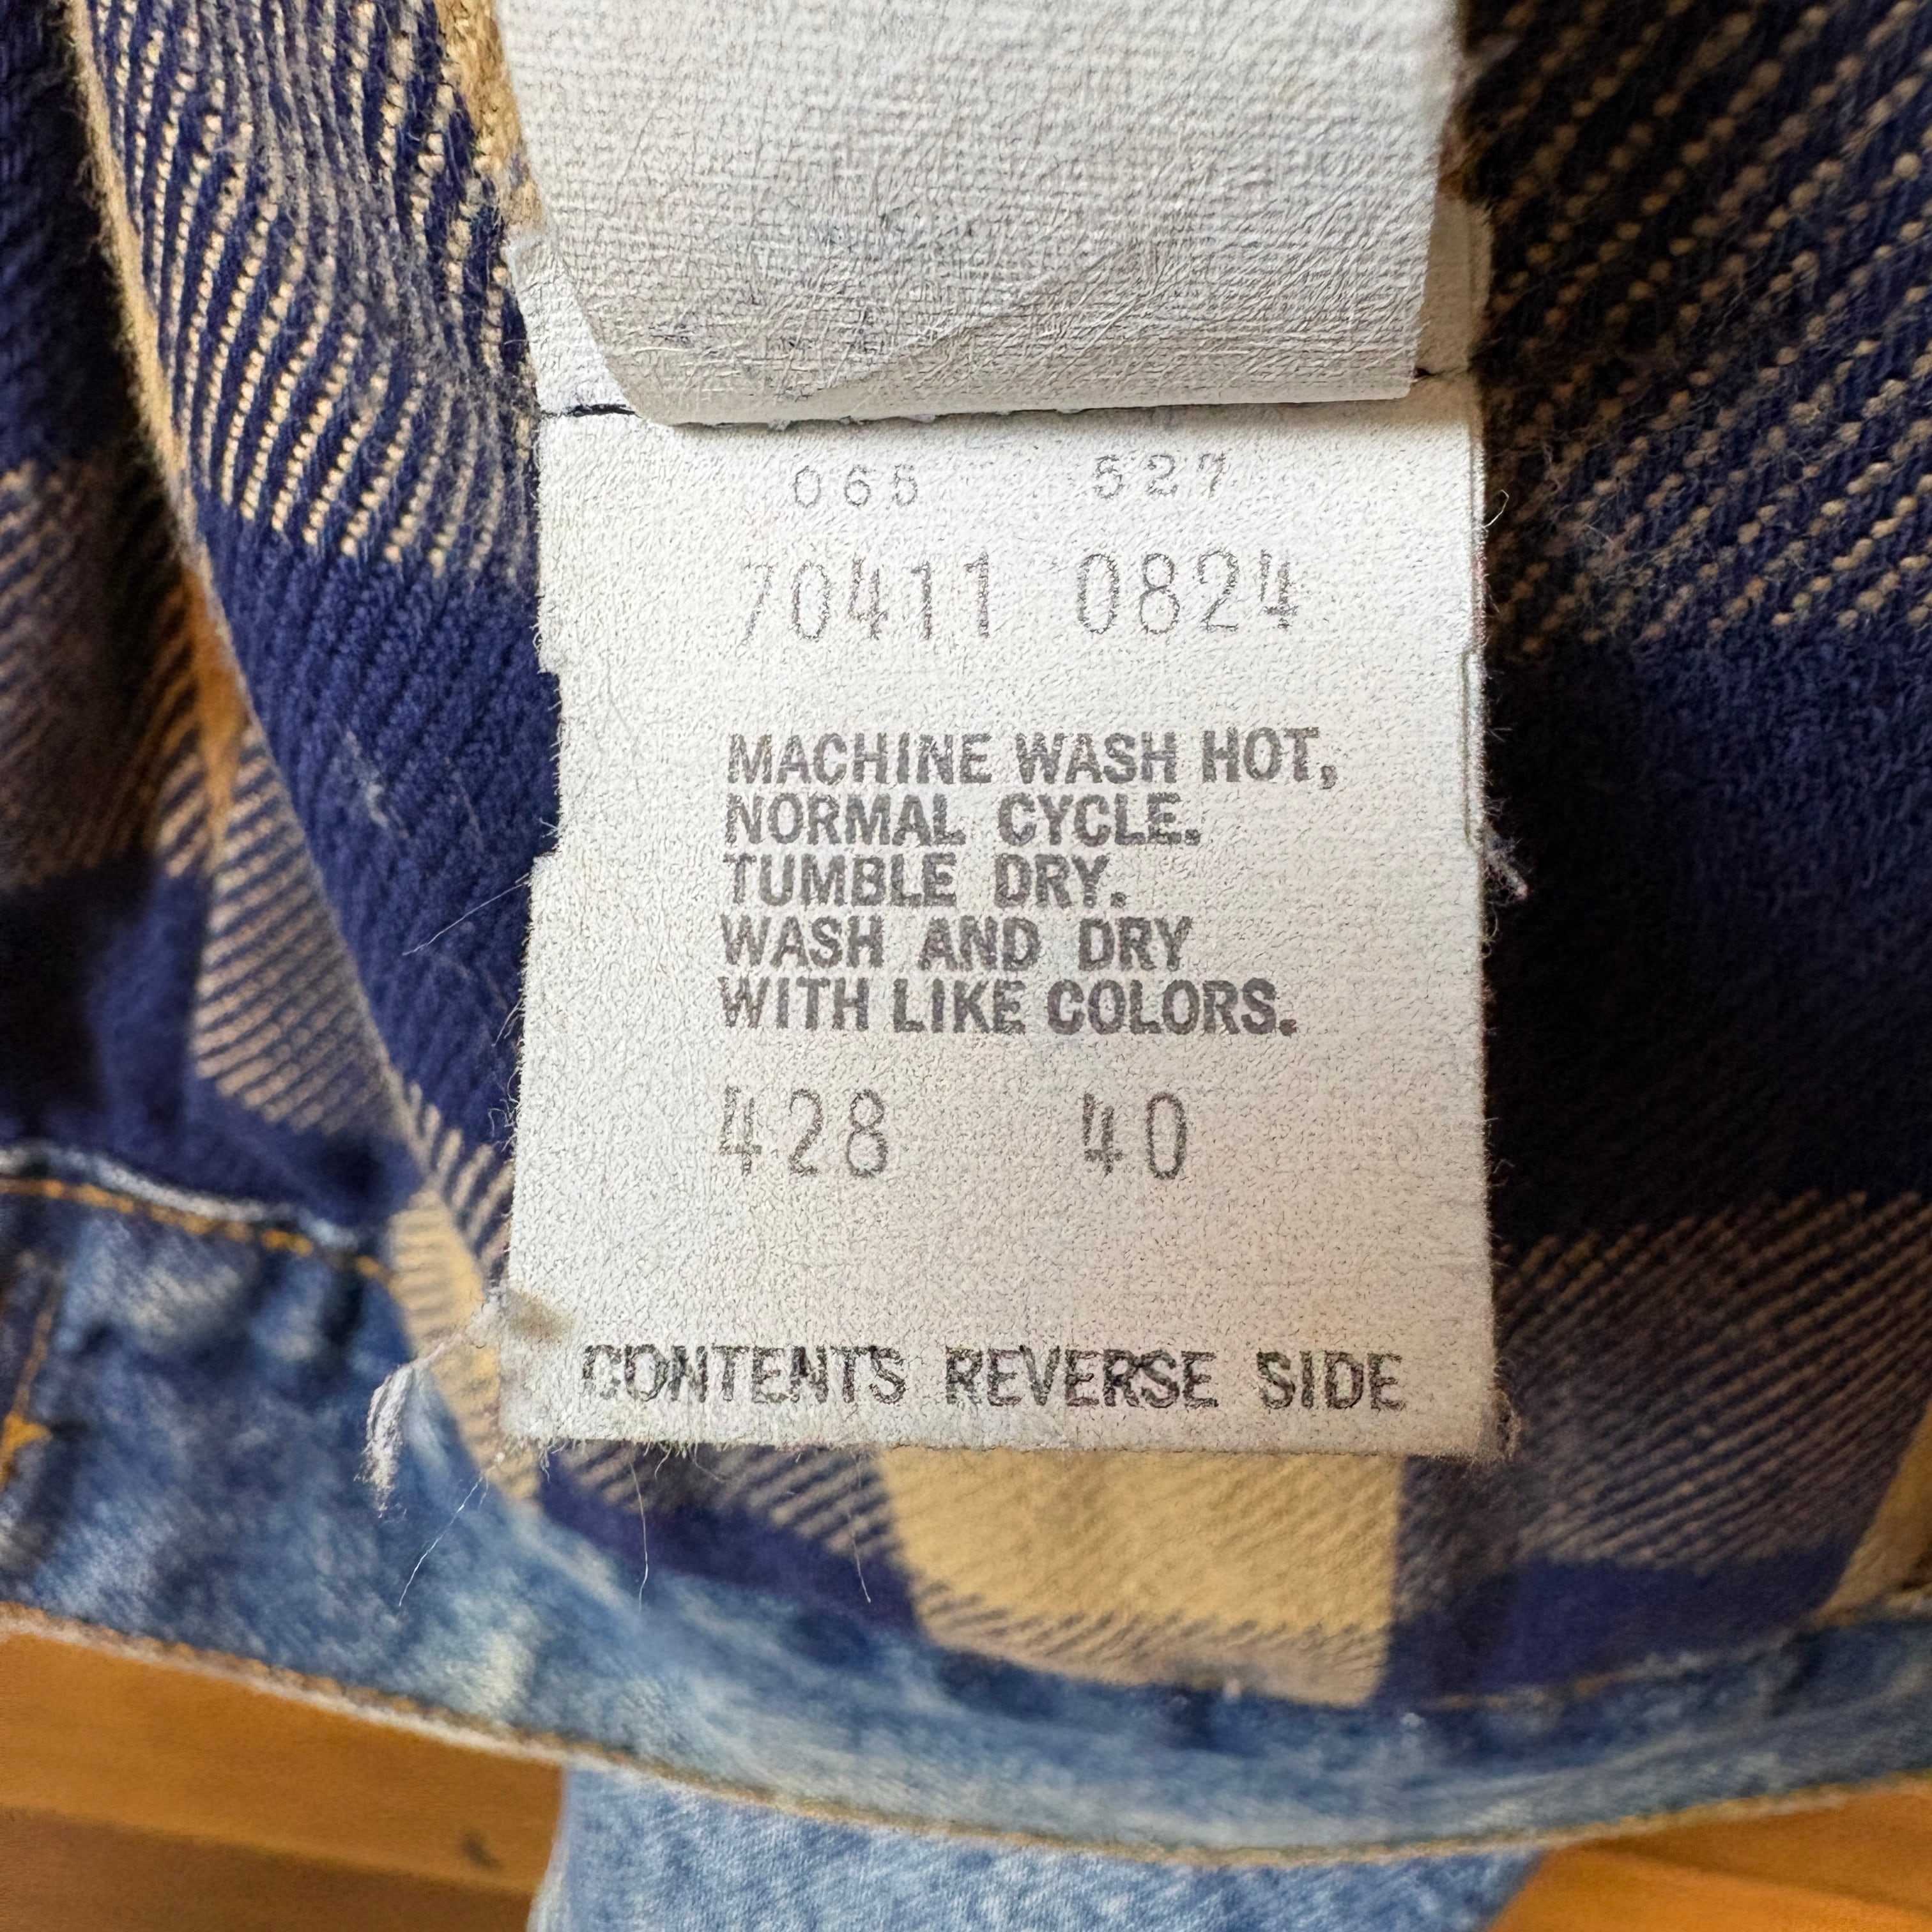 065 527
70411 0824
MACHINE WASH HOT,
NORMAL CYCLE.
TUMBLE DRY.
WASH AND DRY
WITH LIKE COLORS.
428 40
CONTENTS REVERSE SIDE